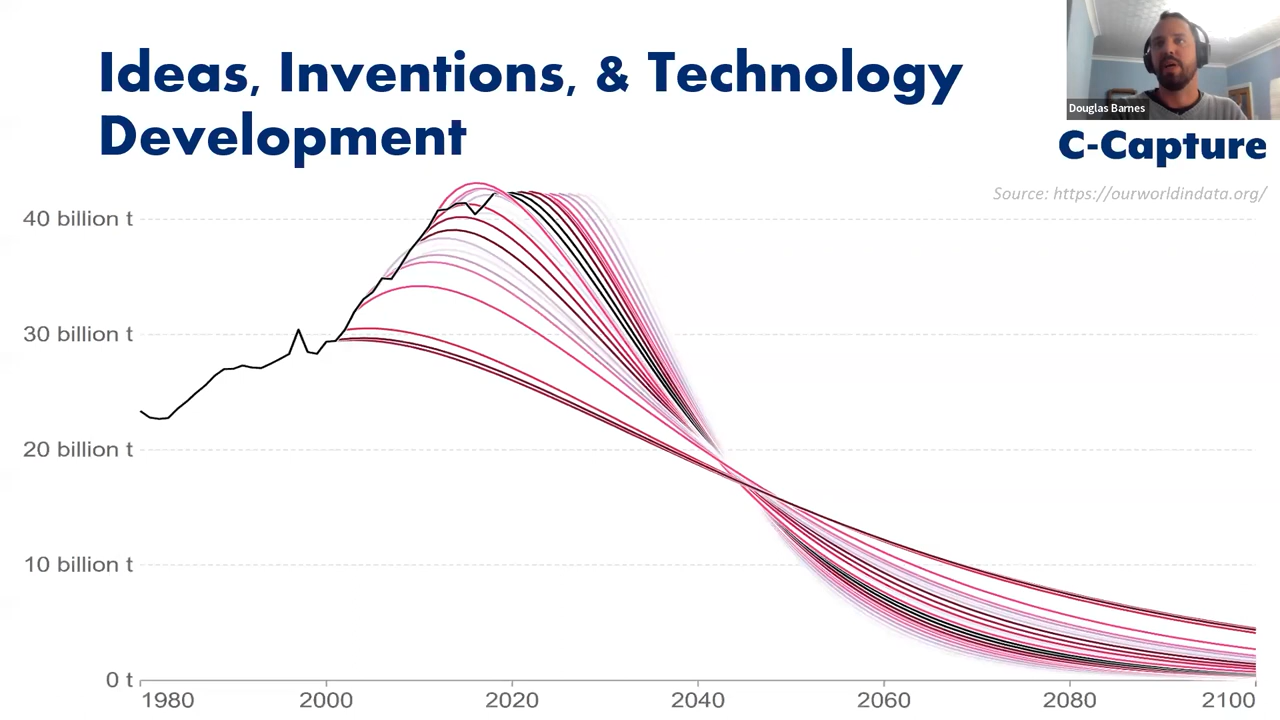 Ideas, Inventions, & Technology
Development
Douglas Barnes
C-Capture
Source: https://ourworldindata.org/
40 billion t
30 billion t
20 billion t
10 billion t
0 t
1980
2000
2020
2040
2060
2080
2100